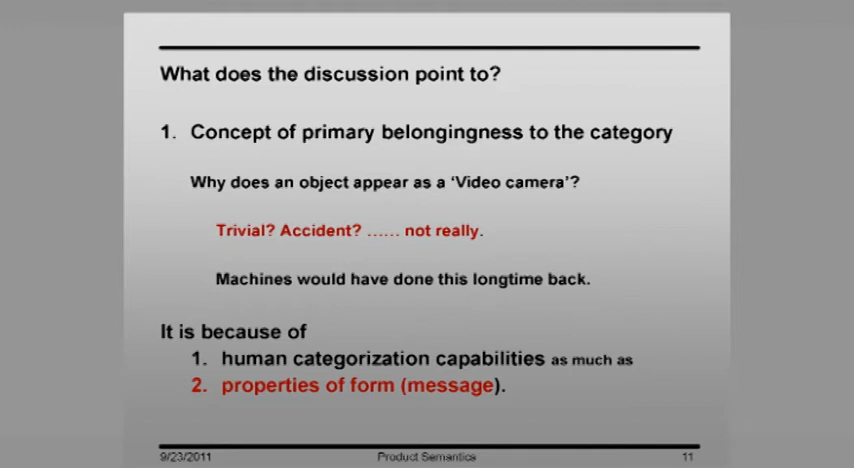 What does the discussion point to?
1. Concept of primary belongingness to the category
Why does an object appear as a ‘Video camera’?
Trivial? Accident? ...... not really.
Machines would have done this longtime back.
It is because of
1. human categorization capabilities as much as
2. properties of form (message).
9/23/2011 Product Semantics 11